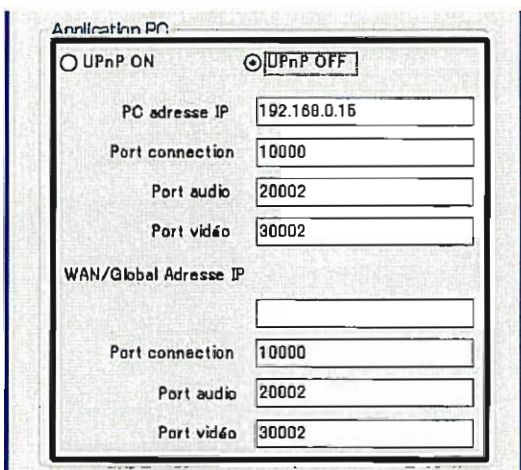 Application PC
UPnP ON UPnP OFF
PC adresse IP 192.168.0.15
Port connection 10000
Port audio 20002
Port vidéo 30002
WAN/Global Adresse IP
Port connection 10000
Port audio 20002
Port vidéo 30002